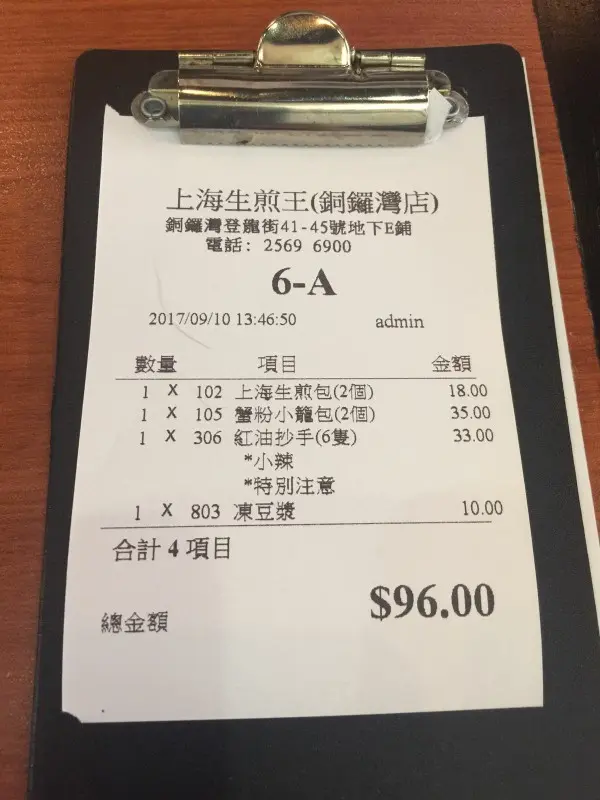 上海生煎王(銅鑼灣店)
銅鑼灣登龍街41-45號地下E鋪
電話: 2569 6900
6-A
2017/09/10 13:46:50 admin
數量 項目 金額
1 X 102 上海生煎包(2個) 18.00
1 X 105 蟹粉小籠包(2個) 35.00
1 X 306 紅油抄手(6隻) 33.00
*小辣
*特別注意
1 X 803 凍豆漿 10.00
合計 4 項目
總金額 $96.00